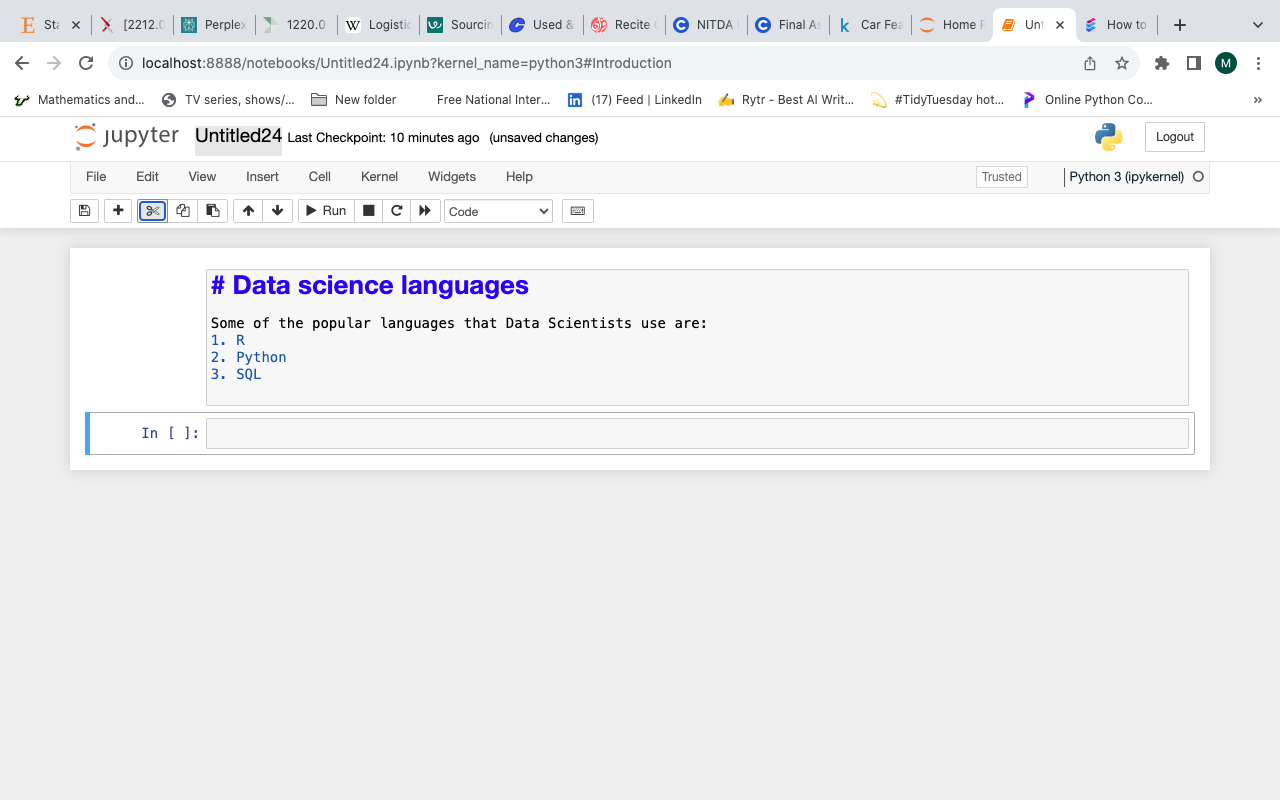 Sta [2212.0 Perplex 1220.0 W Logistic Sourcin Used & Recite NITDA Final As k Car Fea Home P Unt How to
localhost:8888/notebooks/Untitled24.ipynb?kernel_name=python3#Introduction M
Mathematics and... TV series, shows/... New folder Free National Inter... in (17) Feed | LinkedIn Rytr - Best AI Writ... #TidyTuesday hot... Online Python Co... »
jupyter Untitled24 Last Checkpoint: 10 minutes ago (unsaved changes) Logout
File Edit View Insert Cell Kernel Widgets Help Trusted Python 3 (ipykernel)
Run Code
# Data science languages
Some of the popular languages that Data Scientists use are:
1. R
2. Python
3. SQL
In [ ]: